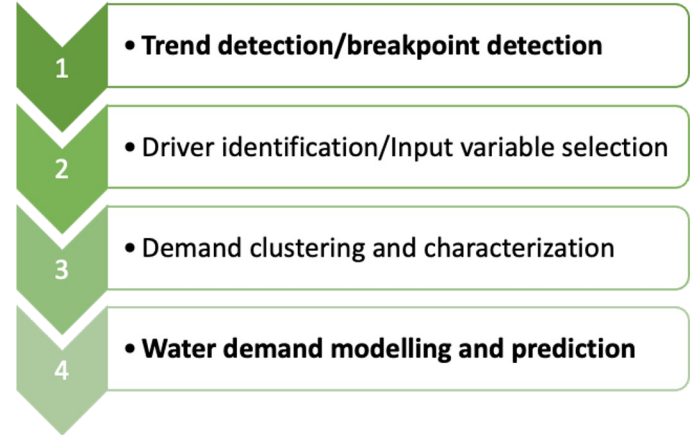 1
• Trend detection/breakpoint detection
2
• Driver identification/Input variable selection
3
• Demand clustering and characterization
4
• Water demand modelling and prediction